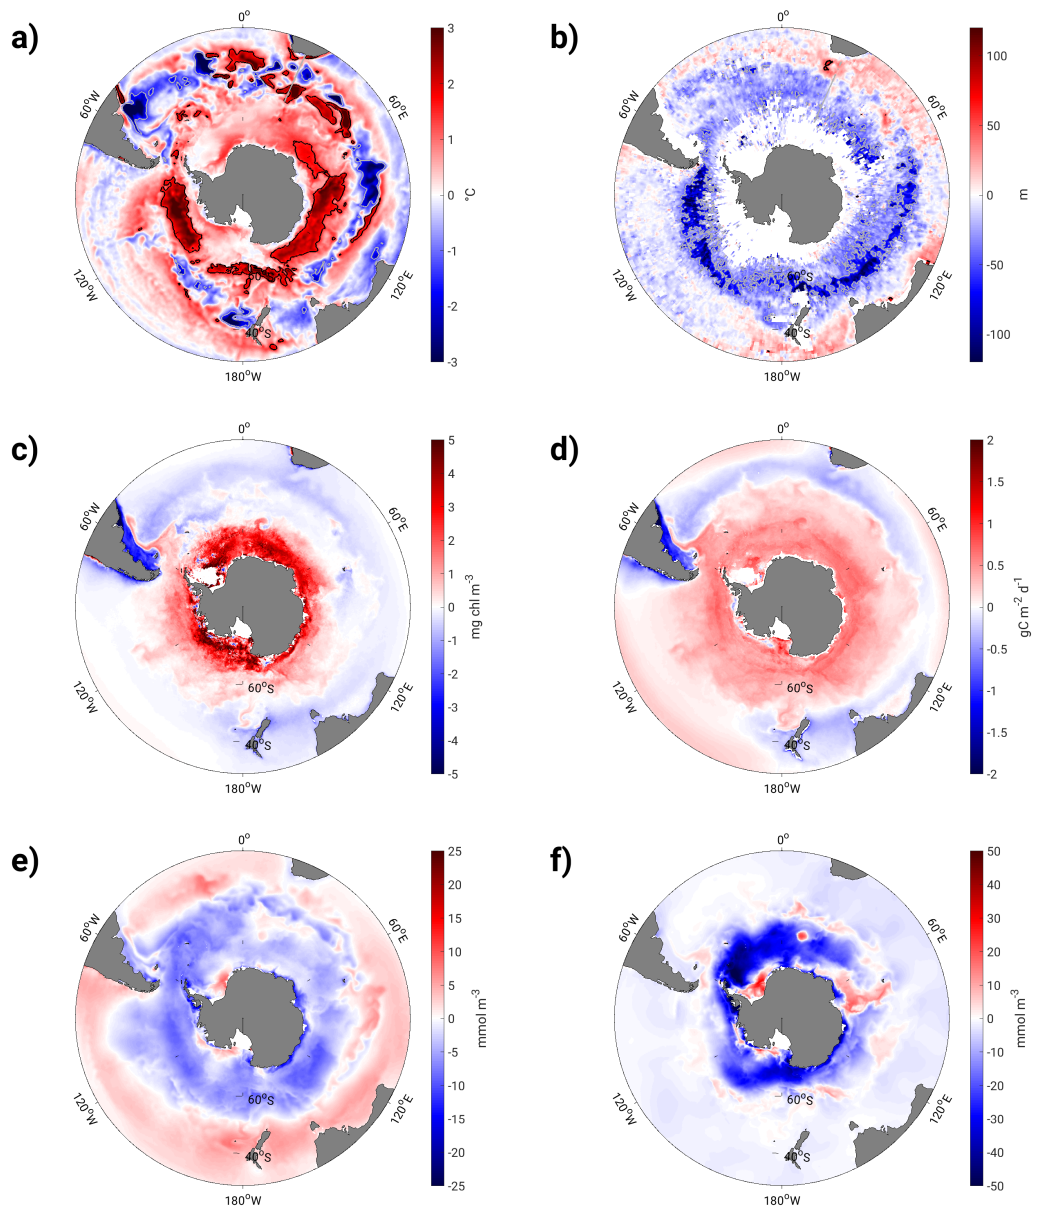 a)
0°
60°W
60°E
120°W
120°E
180°W
60°S
40°S
3
2
1
0
-1
-2
-3
°C
b)
0°
60°W
60°E
120°W
120°E
180°W
60°S
40°S
100
50
0
-50
-100
m
c)
0°
60°W
60°E
120°W
120°E
180°W
60°S
40°S
5
4
3
2
1
0
-1
-2
-3
-4
-5
mg chl m⁻³
d)
0°
60°W
60°E
120°W
120°E
180°W
60°S
40°S
2
1.5
1
0.5
0
-0.5
-1
-1.5
-2
gC m⁻² d⁻¹
e)
0°
60°W
60°E
120°W
120°E
180°W
60°S
40°S
25
20
15
10
5
0
-5
-10
-15
-20
-25
mmol m⁻³
f)
0°
60°W
60°E
120°W
120°E
180°W
60°S
40°S
50
40
30
20
10
0
-10
-20
-30
-40
-50
mmol m⁻³